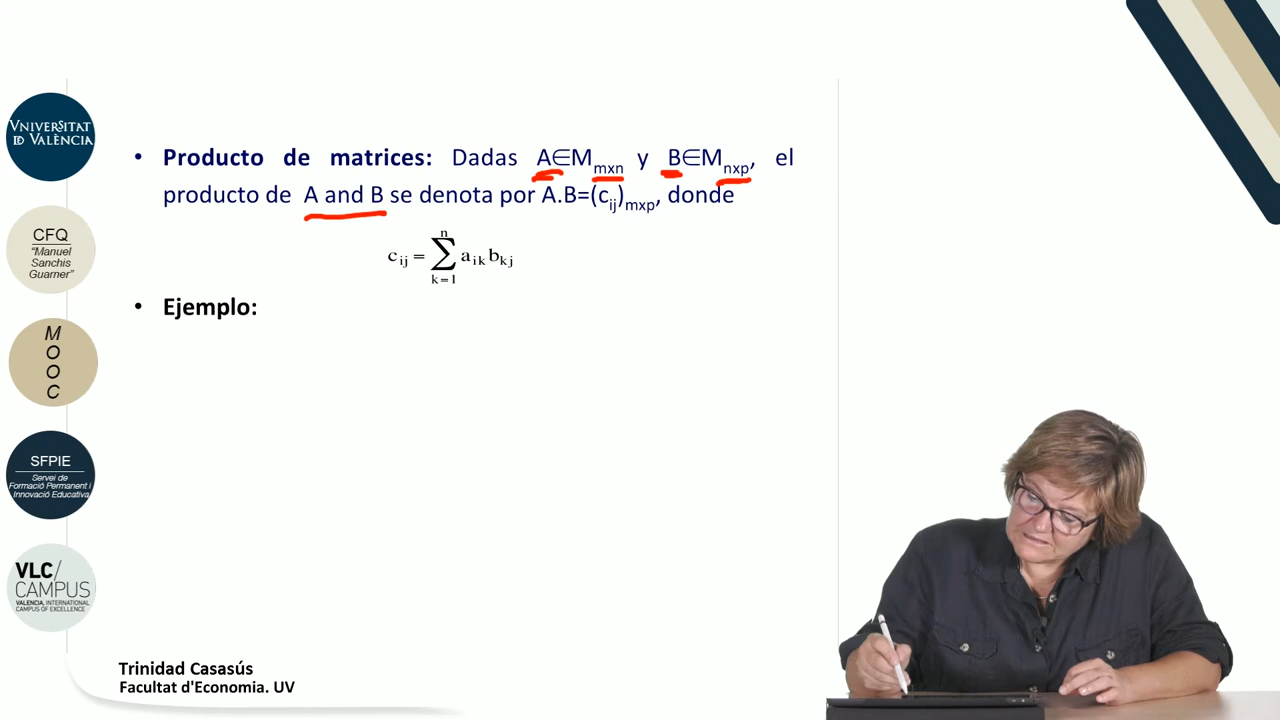 VNIVERSITAT
ID VALÈNCIA
CFQ
"Manuel
Sanchis
Guarner"
M
O
O
C
SFPIE
Servei de
Formació Permanent i
Innovació Educativa
VLC/
CAMPUS
VALENCIA, INTERNATIONAL
CAMPUS OF EXCELLENCE
• Producto de matrices: Dadas A∈Mmxn y B∈Mnxp, el
producto de A and B se denota por A.B=(cij)mxp, donde
cij = ∑ n k=1 aik bkj
• Ejemplo:
Trinidad Casasús
Facultat d'Economia. UV